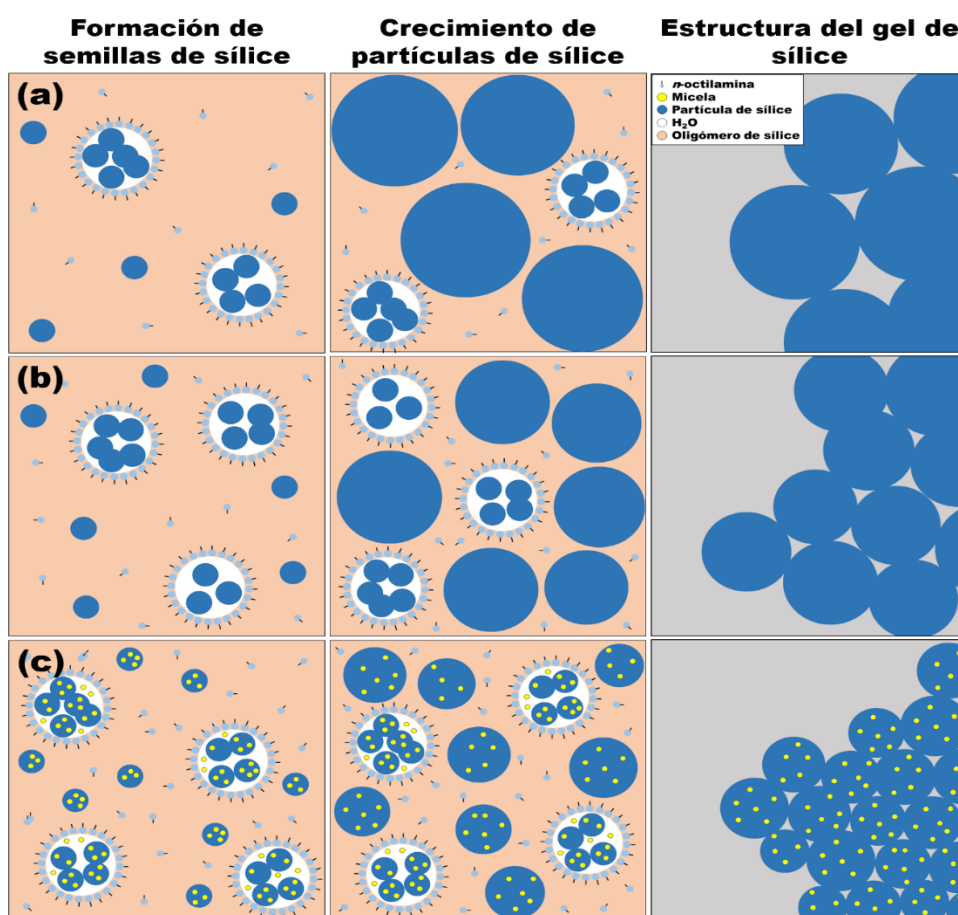 Formación de
semillas de sílice
Crecimiento de
partículas de sílice
Estructura del gel de
sílice
(a)
n-octilamina
Micela
Partícula de sílice
H₂O
Oligómero de sílice
(b)
(c)